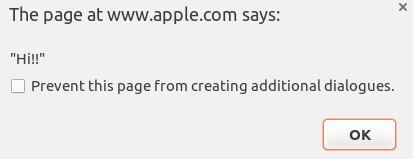 The page at www.apple.com says:
"Hi!!"
Prevent this page from creating additional dialogues.
OK